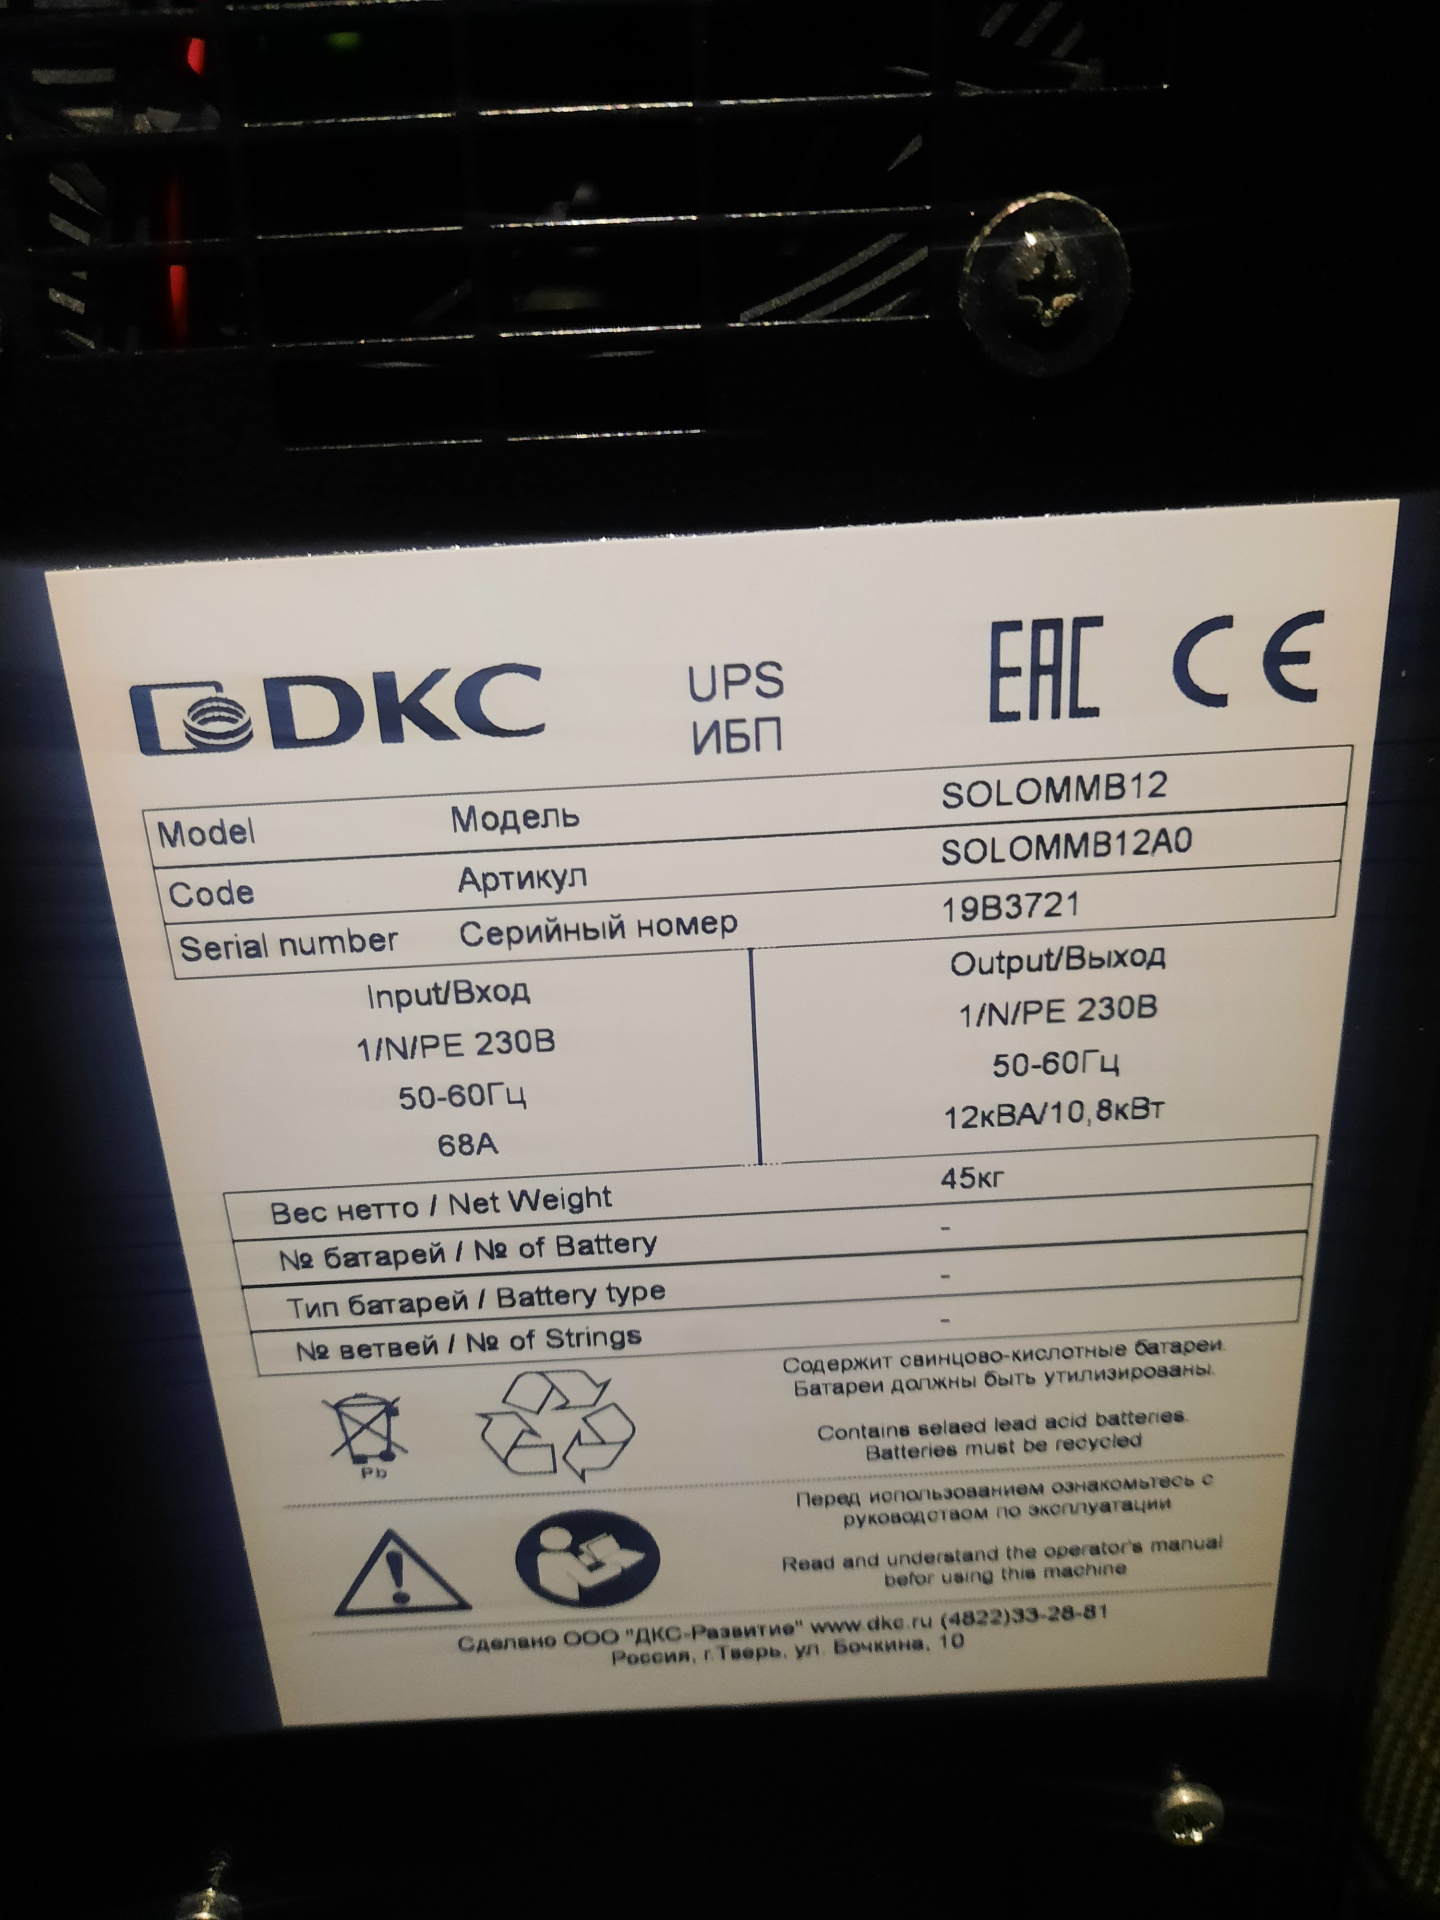 DKC
UPS
ИБП
EAC CE
Model Модель SOLOMMB12
Code Артикул SOLOMMB12A0
Serial number Серийный номер 19B3721
Input/Вход Output/Выход
1/N/PE 230В 1/N/PE 230В
50-60Гц 50-60Гц
68А 12кВА/10,8кВт
Вес нетто / Net Weight 45кг
№ батарей / № of Battery -
Тип батарей / Battery type -
№ ветвей / № of Strings -
Содержит свинцово-кислотные батареи.
Батареи должны быть утилизированы.
Contains selaed lead acid batteries.
Batteries must be recycled
Pb
Перед использованием ознакомьтесь с
руководством по эксплуатации
Read and understand the operator's manual
befor using this machine
Сделано ООО "ДКС-Развитие" www.dkc.ru (4822)33-28-81
Россия, г.Тверь, ул. Бочкина, 10